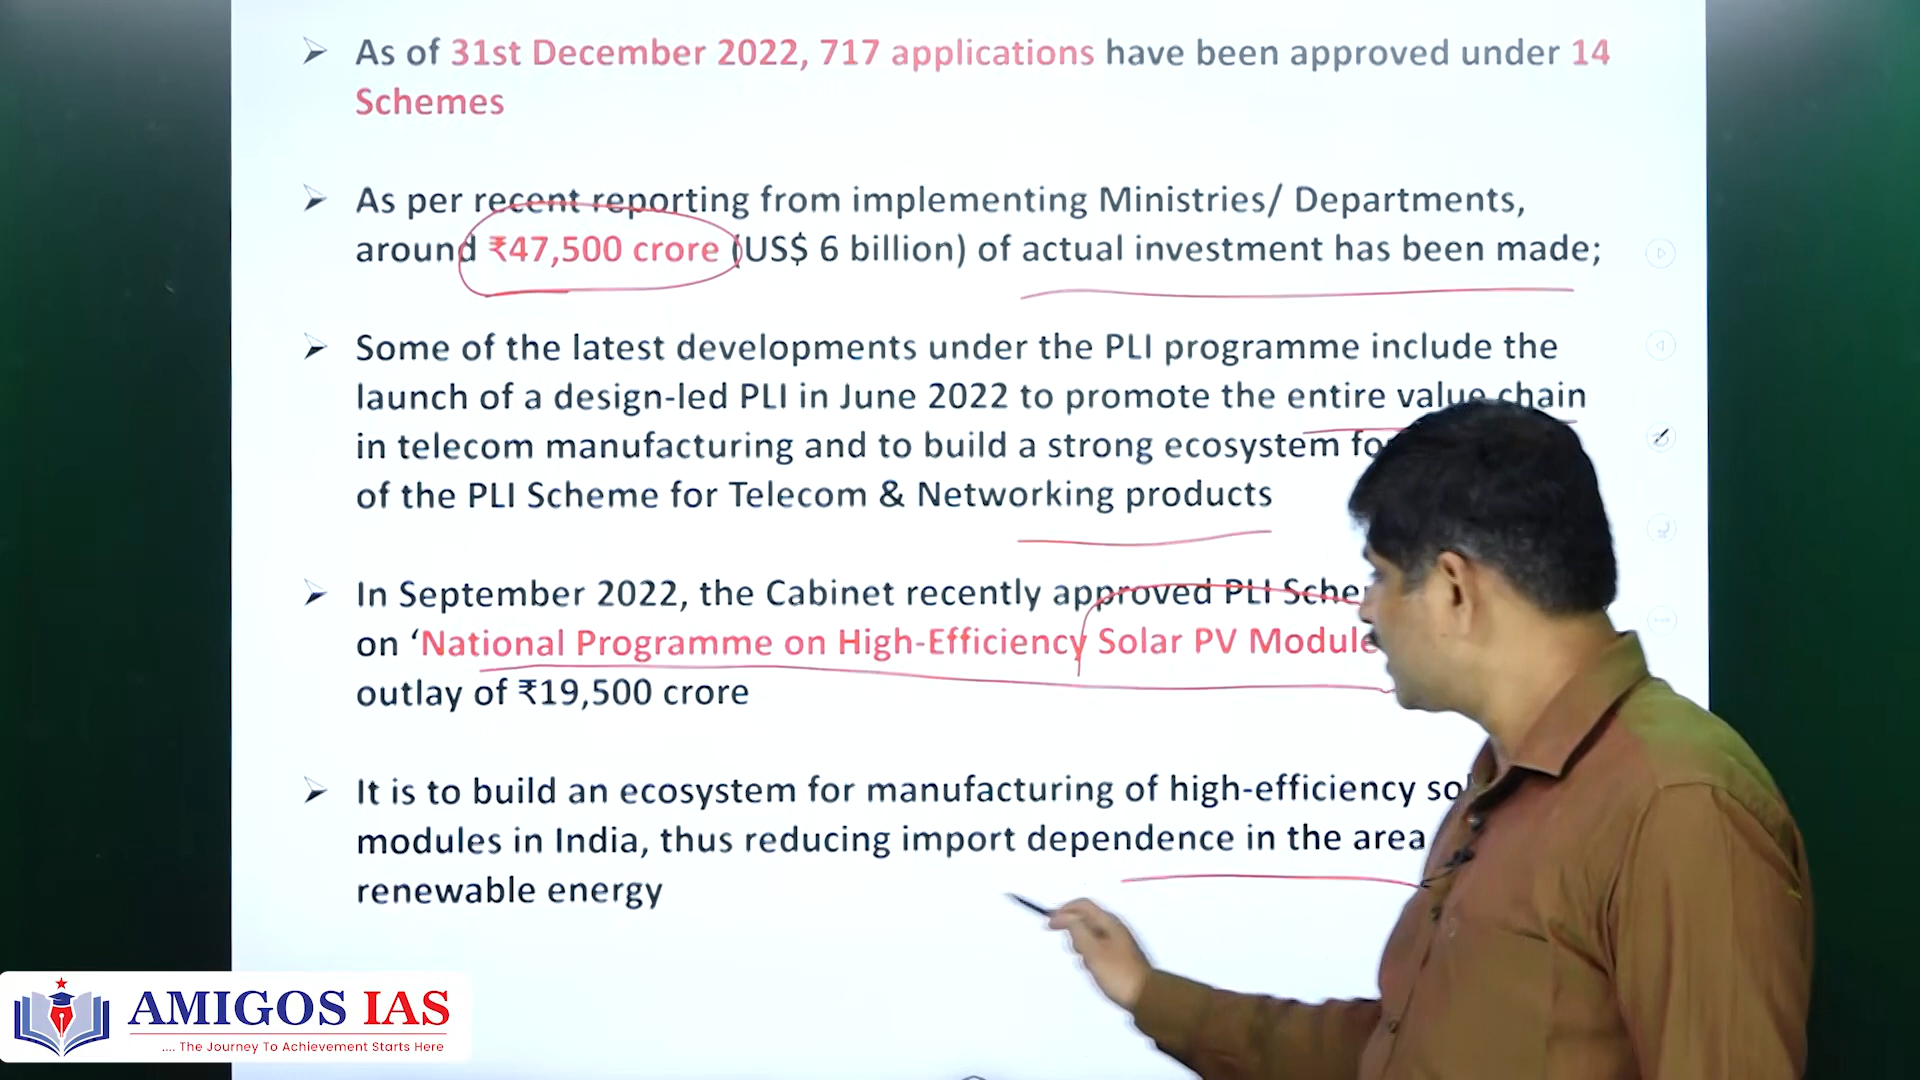 As of 31st December 2022, 717 applications have been approved under 14
Schemes
As per recent reporting from implementing Ministries/ Departments,
around ₹47,500 crore (US$ 6 billion) of actual investment has been made;
Some of the latest developments under the PLI programme include the
launch of a design-led PLI in June 2022 to promote the entire value chain
in telecom manufacturing and to build a strong ecosystem
of the PLI Scheme for Telecom & Networking products
In September 2022, the Cabinet recently approved PLI
on ‘National Programme on High-Efficiency Solar PV
outlay of ₹19,500 crore
It is to build an ecosystem for manufacturing of high-efficiency
modules in India, thus reducing import dependence in the area
renewable energy
AMIGOS IAS
.... The Journey To Achievement Starts Here